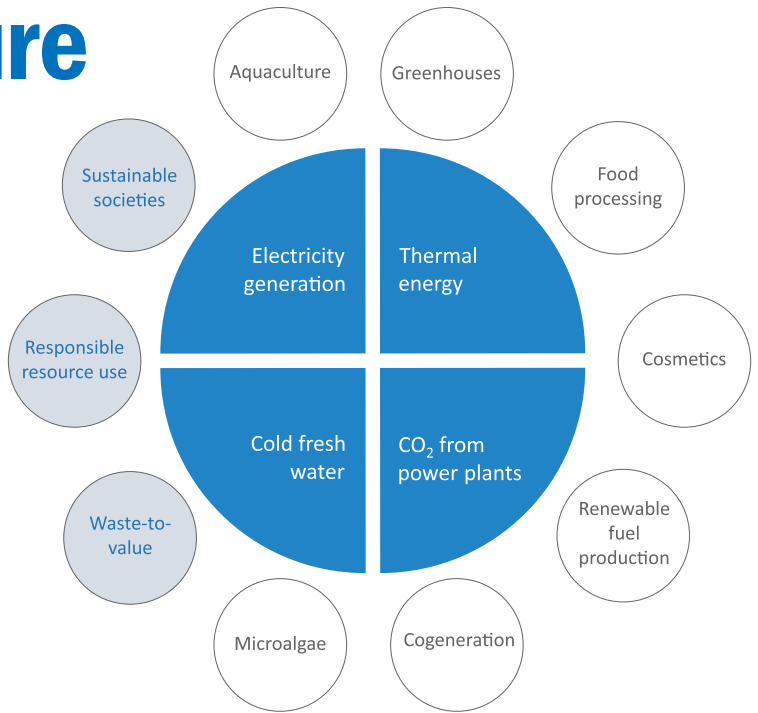 ure
Aquaculture
Greenhouses
Sustainable
societies
Food
processing
Electricity
generation
Thermal
energy
Responsible
resource use
Cosmetics
Cold fresh
water
CO₂ from
power plants
Waste-to-
value
Renewable
fuel
production
Microalgae
Cogeneration